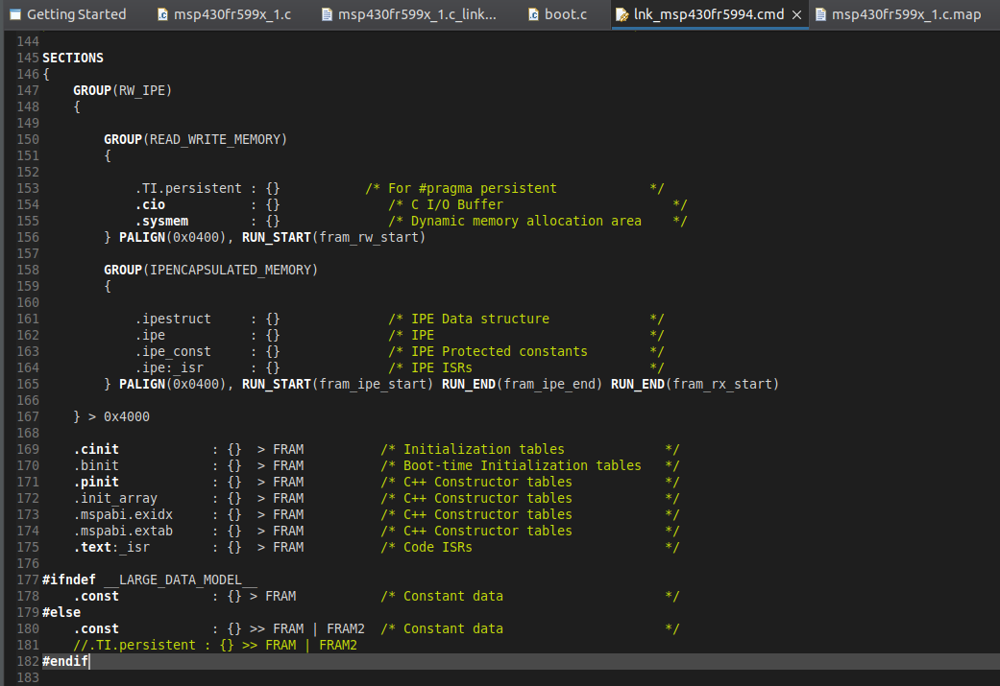 Getting Started msp430fr599x_1.c msp430fr599x_1.c_link... boot.c lnk_msp430fr5994.cmd msp430fr599x_1.c.map
144
145 SECTIONS
146 {
147     GROUP(RW_IPE)
148     {
149
150         GROUP(READ_WRITE_MEMORY)
151         {
152
153             .TI.persistent : {}           /* For #pragma persistent            */
154             .cio           : {}              /* C I/O Buffer                      */
155             .sysmem        : {}              /* Dynamic memory allocation area    */
156         } PALIGN(0x0400), RUN_START(fram_rw_start)
157
158         GROUP(IPENCAPSULATED_MEMORY)
159         {
160
161             .ipestruct     : {}              /* IPE Data structure             */
162             .ipe           : {}              /* IPE                            */
163             .ipe_const     : {}              /* IPE Protected constants        */
164             .ipe:_isr      : {}              /* IPE ISRs                       */
165         } PALIGN(0x0400), RUN_START(fram_ipe_start) RUN_END(fram_ipe_end) RUN_END(fram_rx_start)
166
167     } > 0x4000
168
169     .cinit            : {}  > FRAM          /* Initialization tables             */
170     .binit            : {}  > FRAM          /* Boot-time Initialization tables   */
171     .pinit            : {}  > FRAM          /* C++ Constructor tables            */
172     .init_array       : {}  > FRAM          /* C++ Constructor tables            */
173     .mspabi.exidx     : {}  > FRAM          /* C++ Constructor tables            */
174     .mspabi.extab     : {}  > FRAM          /* C++ Constructor tables            */
175     .text:_isr        : {}  > FRAM          /* Code ISRs                         */
176
177 #ifndef __LARGE_DATA_MODEL__
178     .const            : {} > FRAM           /* Constant data                     */
179 #else
180     .const            : {} >> FRAM | FRAM2  /* Constant data                     */
181     //.TI.persistent : {} >> FRAM | FRAM2
182 #endif
183